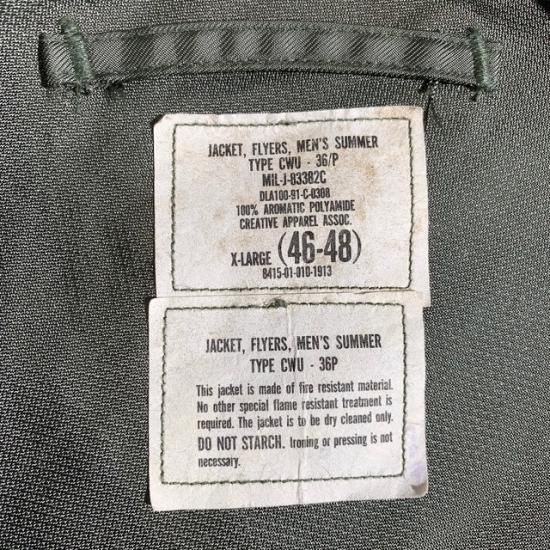 JACKET, FLYERS, MEN'S SUMMER
TYPE CWU - 36/P
MIL-J-83382C
DLA100-91-C-0308
100% AROMATIC POLYAMIDE
CREATIVE APPAREL ASSOC.
X-LARGE (46-48)
8415-01-010-1913
JACKET, FLYERS, MEN'S SUMMER
TYPE CWU - 36P
This jacket is made of fire resistant material.
No other special flame resistant treatment is
required. The jacket is to be dry cleaned only.
DO NOT STARCH. Ironing or pressing is not
necessary.